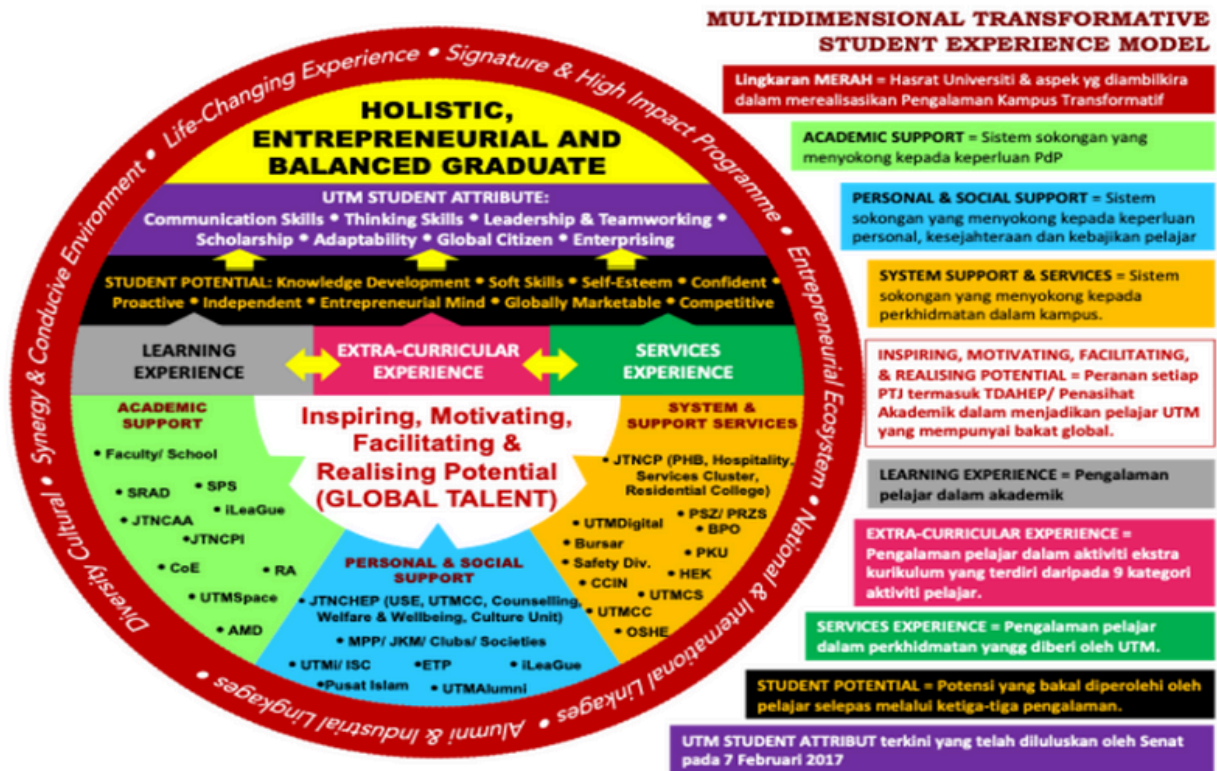 MULTIDIMENSIONAL TRANSFORMATIVE
STUDENT EXPERIENCE MODEL
Diversity Cultural • Synergy & Conducive Environment • Life-Changing Experience • Signature & High Impact Programme • Entrepreneurial Ecosystem • National & International Linkages • Alumni & Industrial Lingkages •
HOLISTIC,
ENTREPRENEURIAL AND
BALANCED GRADUATE
UTM STUDENT ATTRIBUTE:
Communication Skills • Thinking Skills • Leadership & Teamworking •
Scholarship • Adaptability • Global Citizen • Enterprising
STUDENT POTENTIAL: Knowledge Development • Soft Skills • Self-Esteem • Confident •
Proactive • Independent • Entrepreneurial Mind • Globally Marketable • Competitive
LEARNING
EXPERIENCE
EXTRA-CURRICULAR
EXPERIENCE
SERVICES
EXPERIENCE
Inspiring, Motivating,
Facilitating &
Realising Potential
(GLOBAL TALENT)
ACADEMIC
SUPPORT
• Faculty/ School
• SRAD
• SPS
• iLeaGue
• JTNCAA
• JTNCPI
• CoE
• RA
• UTMSpace
• AMD
PERSONAL & SOCIAL
SUPPORT
• JTNCHEP (USE, UTMCC, Counselling,
Welfare & Wellbeing, Culture Unit)
• MPP/ JKM/ Clubs/ Societies
• UTMi/ ISC
• ETP
• iLeaGue
• Pusat Islam
• UTMAlumni
SYSTEM &
SUPPORT SERVICES
• JTNCP (PHB, Hospitality,
Services Cluster,
Residential College)
• PSZ/ PRZS
• UTMDigital
• BPO
• Bursar
• PKU
• Safety Div.
• HEK
• CCIN
• UTMCS
• UTMCC
• OSHE
Lingkaran MERAH = Hasrat Universiti & aspek yg diambilkira
dalam merealisasikan Pengalaman Kampus Transformatif
ACADEMIC SUPPORT = Sistem sokongan yang
menyokong kepada keperluan PdP
PERSONAL & SOCIAL SUPPORT = Sistem
sokongan yang menyokong kepada keperluan
personal, kesejahteraan dan kebajikan pelajar
SYSTEM SUPPORT & SERVICES = Sistem
sokongan yang menyokong kepada
perkhidmatan dalam kampus.
INSPIRING, MOTIVATING, FACILITATING,
& REALISING POTENTIAL = Peranan setiap
PTJ termasuk TDAHEP/ Penasihat
Akademik dalam menjadikan pelajar UTM
yang mempunyai bakat global.
LEARNING EXPERIENCE = Pengalaman
pelajar dalam akademik
EXTRA-CURRICULAR EXPERIENCE =
Pengalaman pelajar dalam aktiviti ekstra
kurikulum yang terdiri daripada 9 kategori
aktiviti pelajar.
SERVICES EXPERIENCE = Pengalaman pelajar
dalam perkhidmatan yangg diberi oleh UTM.
STUDENT POTENTIAL = Potensi yang bakal diperolehi oleh
pelajar selepas melalui ketiga-tiga pengalaman.
UTM STUDENT ATTRIBUT terkini yang telah diluluskan oleh Senat
pada 7 Februari 2017